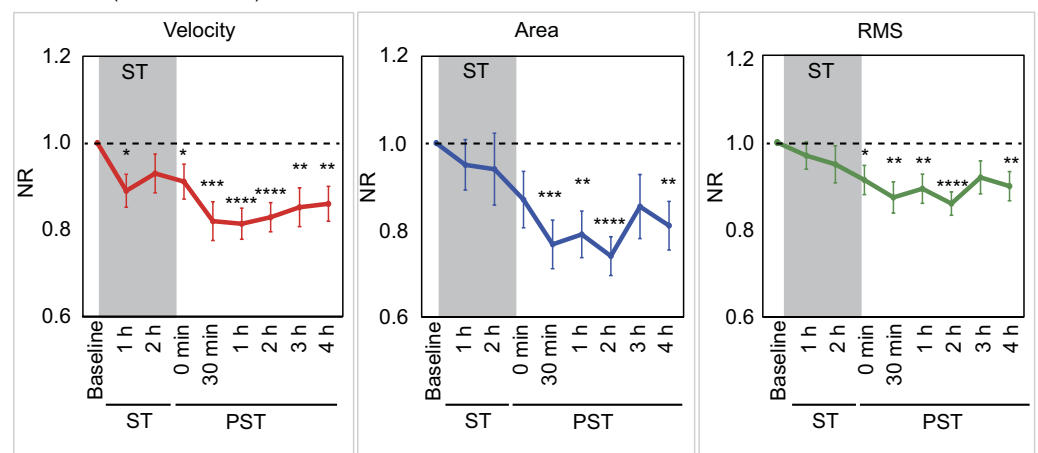 Velocity
1.2
ST
1.0
*
*
***
****
****
**
**
NR
0.8
0.6
Baseline
1 h
2 h
0 min
30 min
1 h
2 h
3 h
4 h
ST
PST
Area
1.2
ST
1.0
***
**
****
**
NR
0.8
0.6
Baseline
1 h
2 h
0 min
30 min
1 h
2 h
3 h
4 h
ST
PST
RMS
1.2
ST
1.0
*
**
**
****
**
NR
0.8
0.6
Baseline
1 h
2 h
0 min
30 min
1 h
2 h
3 h
4 h
ST
PST